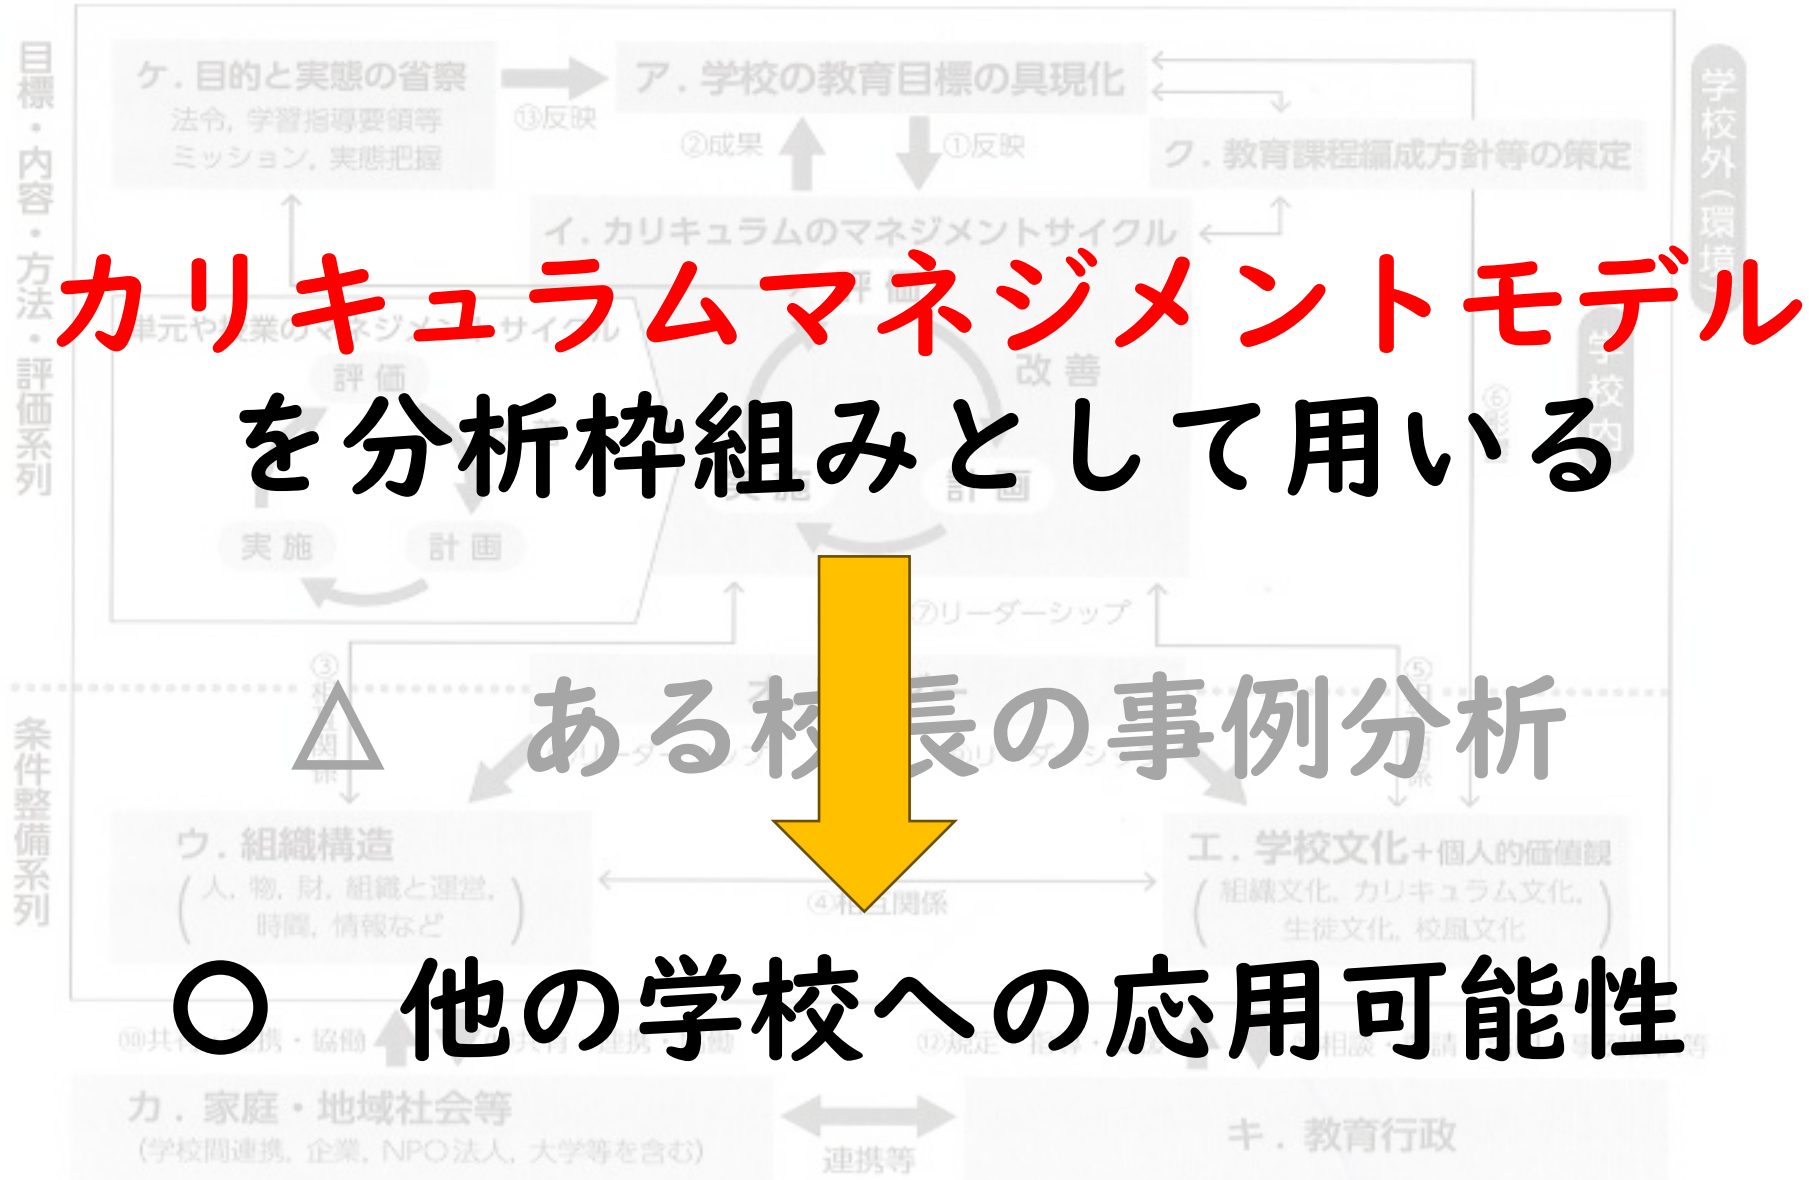 目標・内容・方法・評価系列
ケ．目的と実態の省察
法令, 学習指導要領等
ミッション, 実態把握
⑬反映
ア．学校の教育目標の具現化
②成果
①反映
ク．教育課程編成方針等の策定
学校外（環境）
イ．カリキュラムのマネジメントサイクル
カリキュラムマネジメントモデル
を分析枠組みとして用いる
評価
改善
計画
学校内
評価
実施
計画
⑦リーダーシップ
△　ある校長の事例分析
条件整備系列
ウ．組織構造
人, 物, 財, 組織と運営,
時間, 情報など
④相互関係
エ．学校文化＋個人的価値観
組織文化, カリキュラム文化,
生徒文化, 校風文化
〇　他の学校への応用可能性
カ．家庭・地域社会等
(学校間連携, 企業, NPO法人, 大学等を含む)
連携等
キ．教育行政